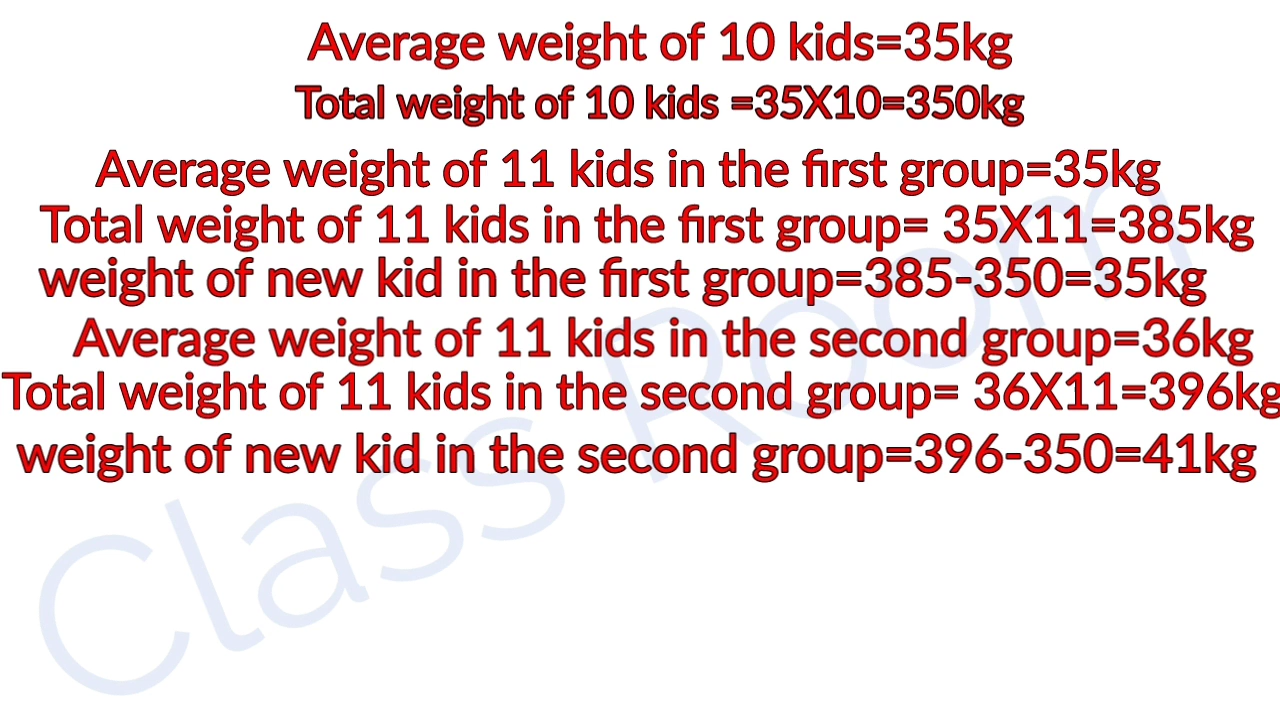 Average weight of 10 kids=35kg
Total weight of 10 kids =35X10=350kg
Average weight of 11 kids in the first group=35kg
Total weight of 11 kids in the first group= 35X11=385kg
weight of new kid in the first group=385-350=35kg
Average weight of 11 kids in the second group=36kg
Total weight of 11 kids in the second group= 36X11=396kg
weight of new kid in the second group=396-350=41kg
Class Room